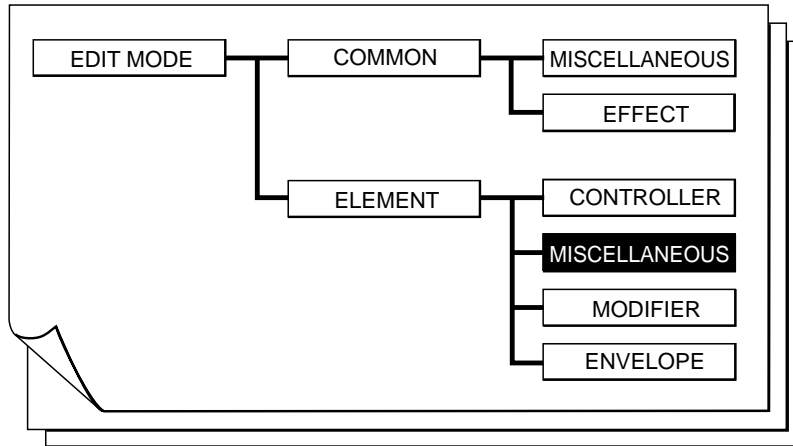 EDIT MODE
COMMON
MISCELLANEOUS
EFFECT
ELEMENT
CONTROLLER
MISCELLANEOUS
MODIFIER
ENVELOPE